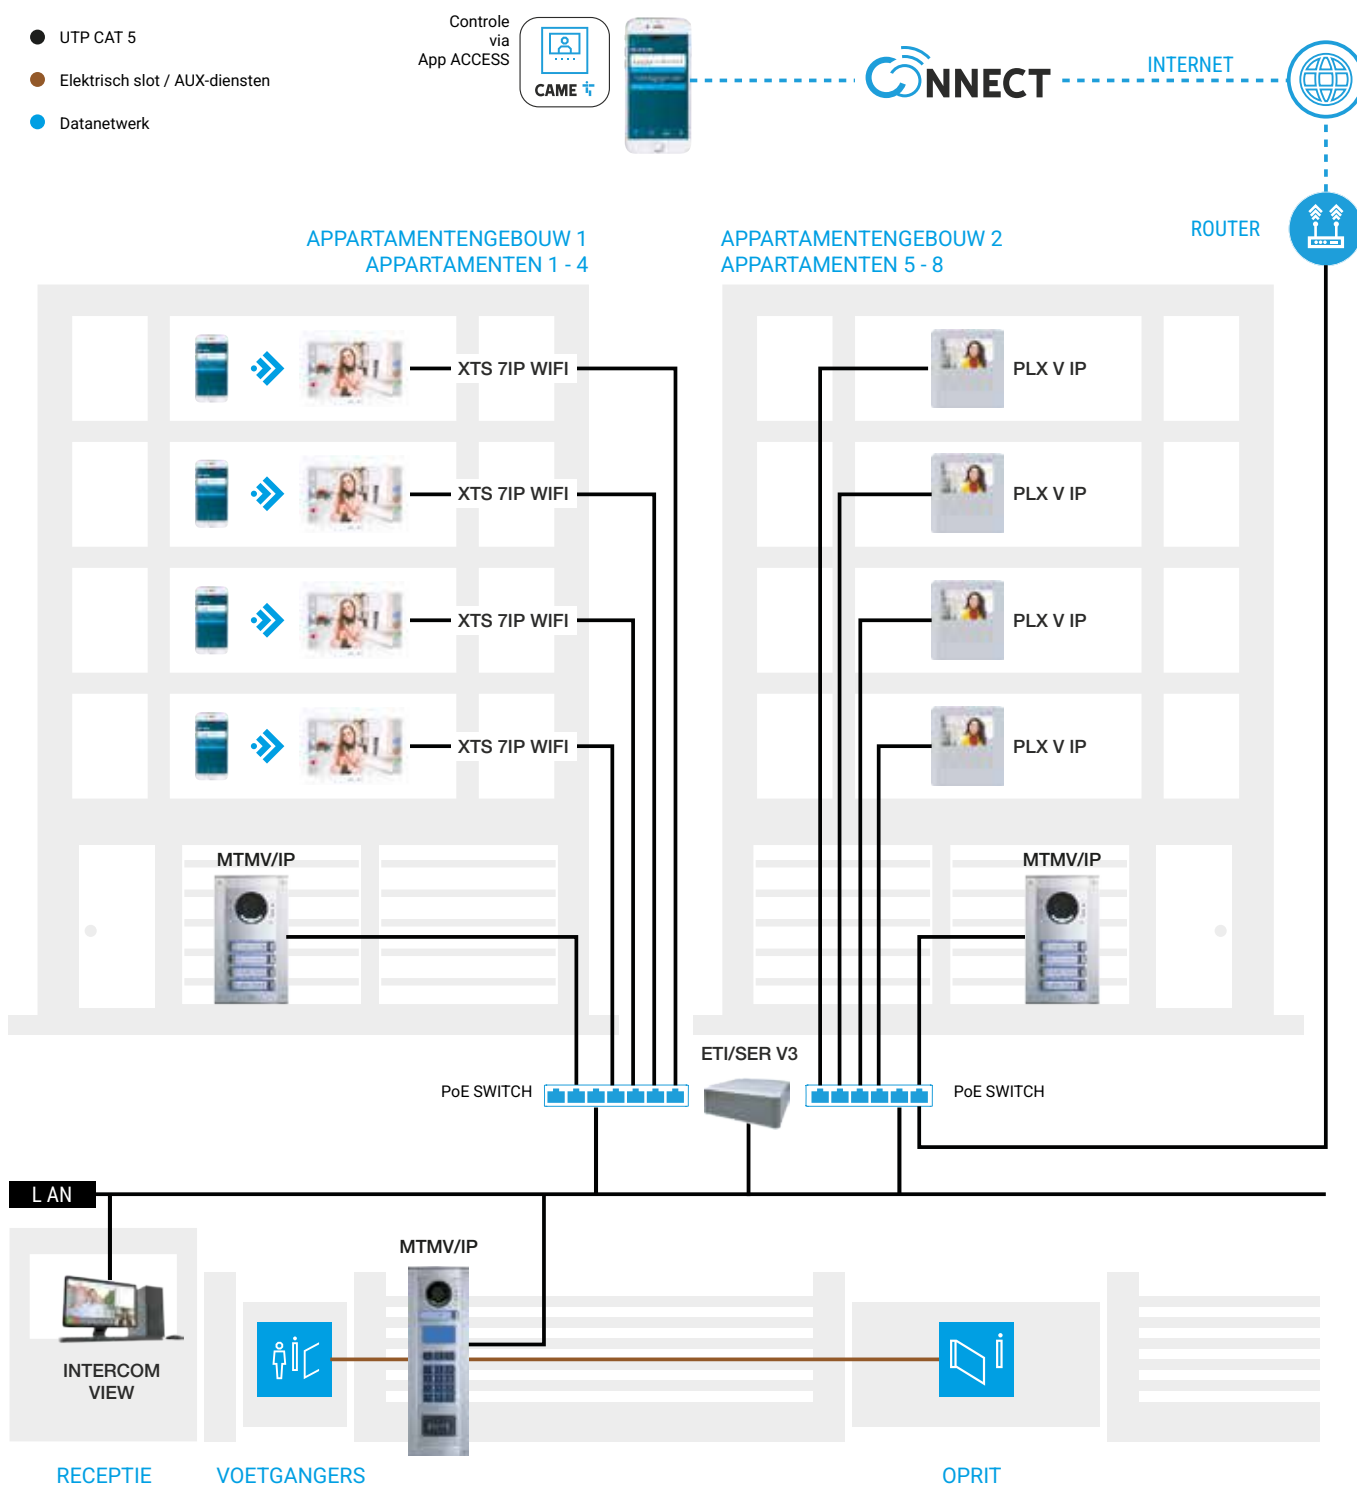 UTP CAT 5
Elektrisch slot / AUX-diensten
Datanetwerk
Controle
via
App ACCESS
CAME
CONNECT
INTERNET
ROUTER
APPARTAMENTENGEBOUW 1
APPARTAMENTEN 1 - 4
APPARTAMENTENGEBOUW 2
APPARTAMENTEN 5 - 8
XTS 7IP WIFI
PLX V IP
XTS 7IP WIFI
PLX V IP
XTS 7IP WIFI
PLX V IP
XTS 7IP WIFI
PLX V IP
MTMV/IP
MTMV/IP
ETI/SER V3
PoE SWITCH
PoE SWITCH
LAN
MTMV/IP
INTERCOM
VIEW
RECEPTIE
VOETGANGERS
OPRIT